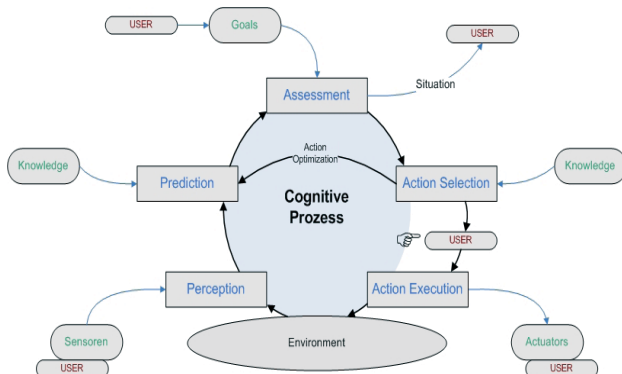 USER
Goals
USER
Situation
Assessment
Action
Optimization
Knowledge
Prediction
Action Selection
Knowledge
Cognitive
Prozess
USER
Perception
Action Execution
Sensoren
USER
Environment
Actuators
USER